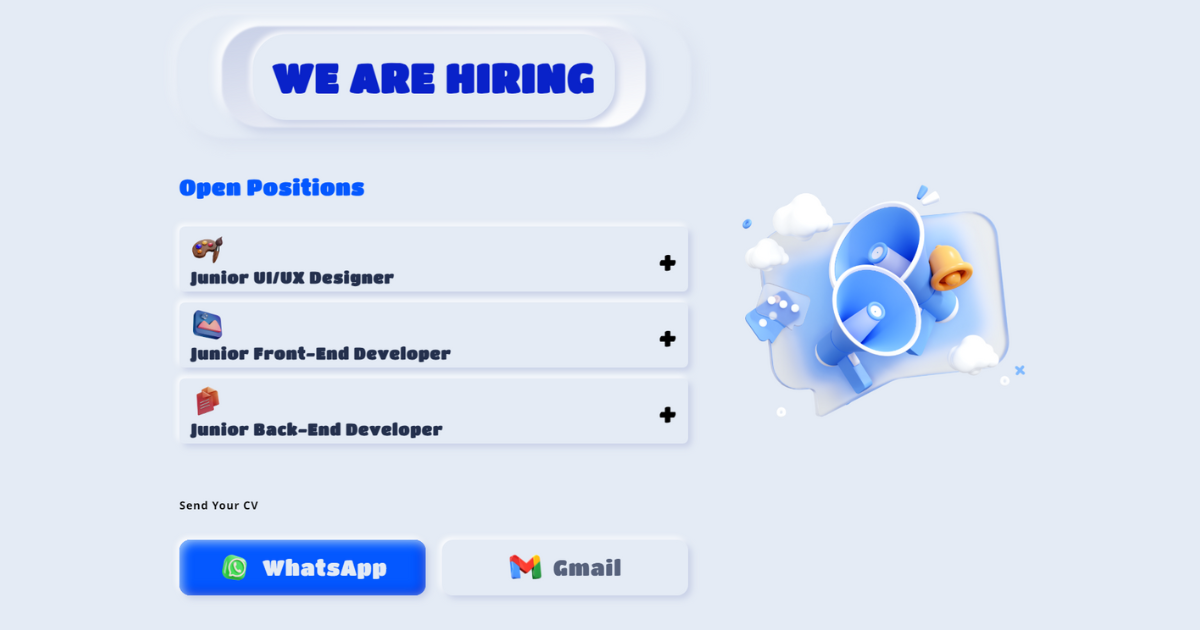 WE ARE HIRING
Open Positions
Junior UI/UX Designer
Junior Front-End Developer
Junior Back-End Developer
Send Your CV
WhatsApp
Gmail